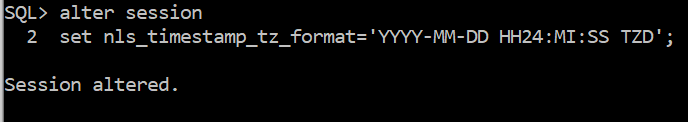 SQL> alter session
  2  set nls_timestamp_tz_format='YYYY-MM-DD HH24:MI:SS TZD';
Session altered.